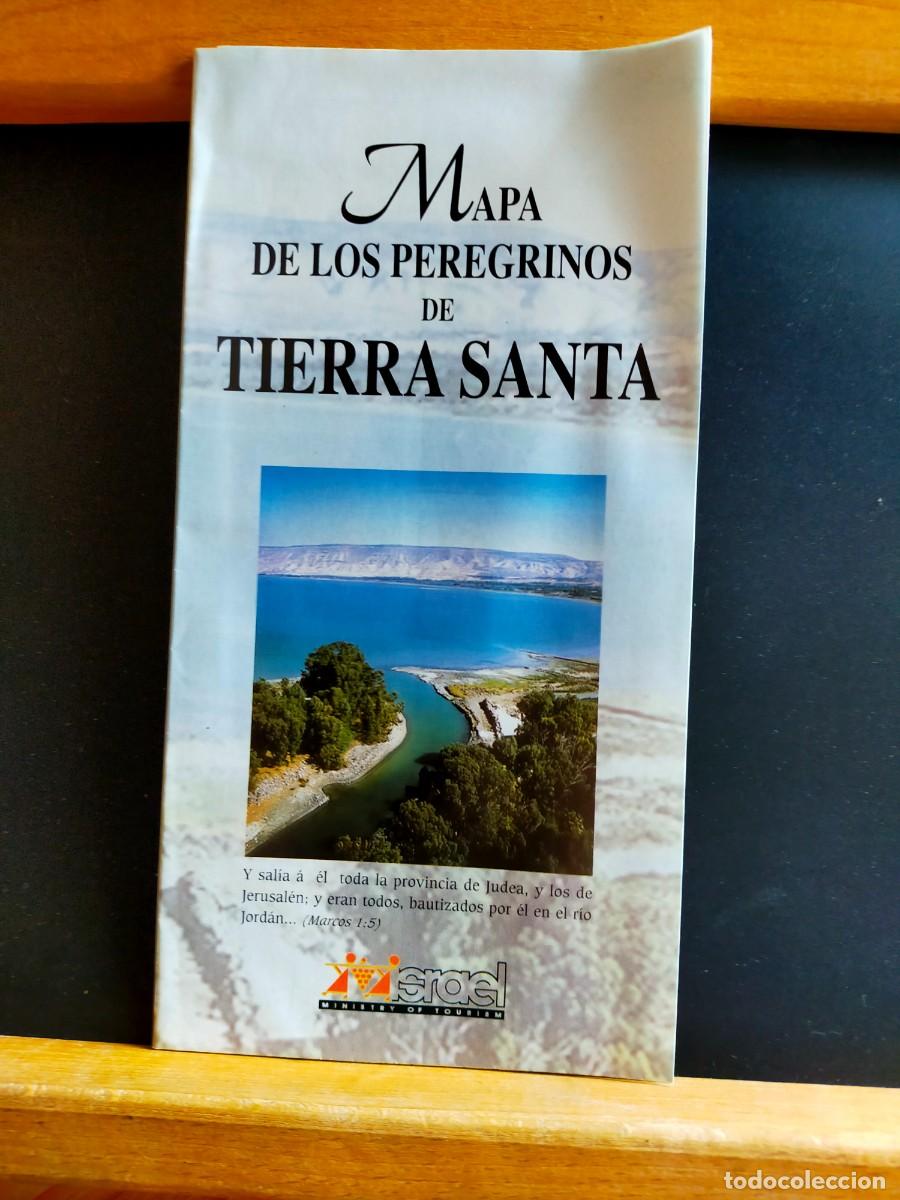 MAPA
DE LOS PEREGRINOS
DE
TIERRA SANTA
Y salía á él toda la provincia de Judea, y los de
Jerusalén; y eran todos, bautizados por él en el río
Jordán... (Marcos 1:5)
Israel
MINISTRY OF TOURISM
todocoleccion